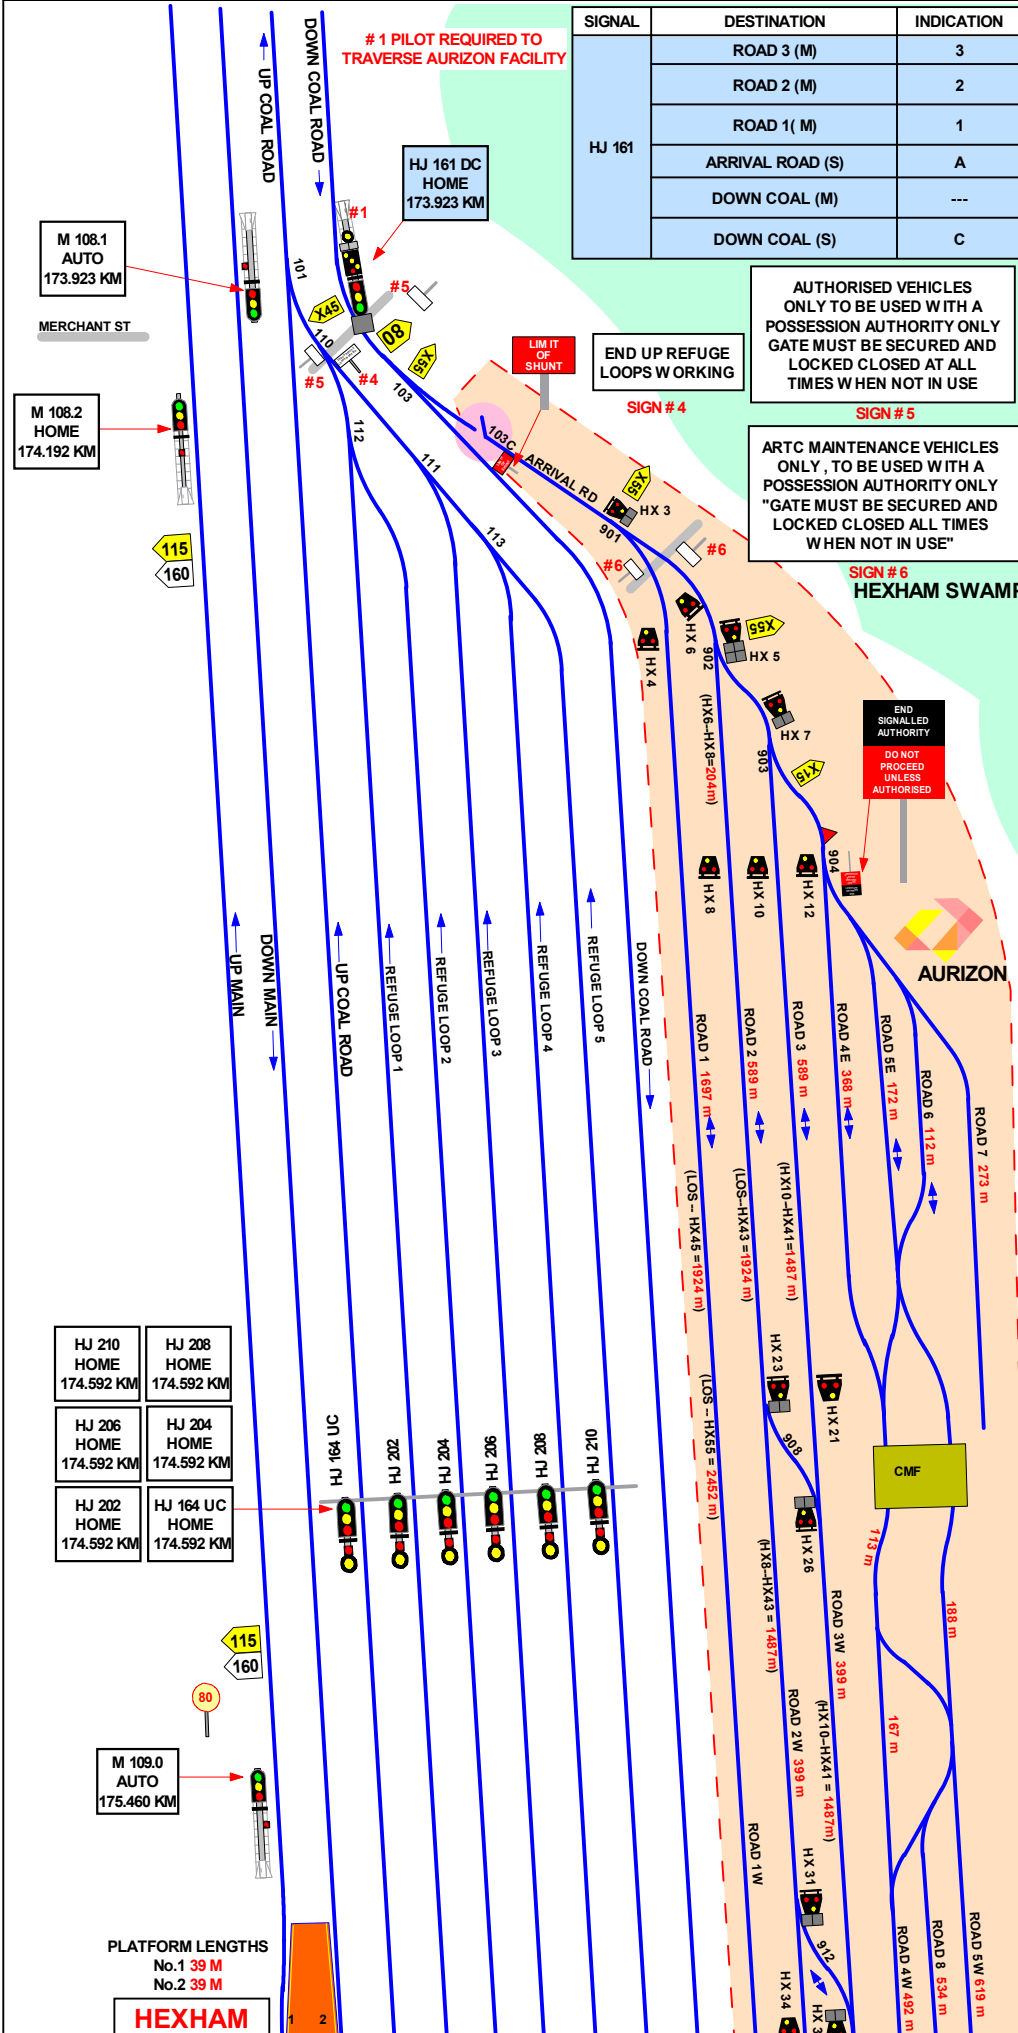 # 1 PILOT REQUIRED TO
TRAVERSE AURIZON FACILITY
SIGNAL DESTINATION INDICATION
HJ 161
ROAD 3 (M) 3
ROAD 2 (M) 2
ROAD 1( M) 1
ARRIVAL ROAD (S) A
DOWN COAL (M) ---
DOWN COAL (S) C
UP COAL ROAD
DOWN COAL ROAD
HJ 161 DC
HOME
173.923 KM
#1
M 108.1
AUTO
173.923 KM
MERCHANT ST
101
X45
110
#5
80
X55
#5
#4
103
112
111
113
M 108.2
HOME
174.192 KM
115
160
LIMIT
OF
SHUNT
END UP REFUGE
LOOPS WORKING
SIGN # 4
AUTHORISED VEHICLES
ONLY TO BE USED WITH A
POSSESSION AUTHORITY ONLY
GATE MUST BE SECURED AND
LOCKED CLOSED AT ALL
TIMES WHEN NOT IN USE
SIGN # 5
ARTC MAINTENANCE VEHICLES
ONLY , TO BE USED WITH A
POSSESSION AUTHORITY ONLY
"GATE MUST BE SECURED AND
LOCKED CLOSED ALL TIMES
WHEN NOT IN USE"
SIGN # 6
HEXHAM SWAMP
103C
ARRIVAL RD
X55
HX 3
901
#6
#6
HX 4
HX 6
902
X55
HX 5
(HX6--HX8=204m)
HX 7
903
X15
END
SIGNALLED
AUTHORITY
DO NOT
PROCEED
UNLESS
AUTHORISED
904
HX 8
HX 10
HX 12
AURIZON
UP MAIN
DOWN MAIN
UP COAL ROAD
REFUGE LOOP 1
REFUGE LOOP 2
REFUGE LOOP 3
REFUGE LOOP 4
REFUGE LOOP 5
DOWN COAL ROAD
ROAD 1 1697 m
ROAD 2 589 m
ROAD 3 589 m
ROAD 4E 368 m
ROAD 5E 172 m
ROAD 6 112 m
ROAD 7 273 m
(LOS -- HX45 =1924 m)
(LOS--HX43 =1924 m)
(HX10--HX41=1487 m)
HJ 210
HOME
174.592 KM
HJ 208
HOME
174.592 KM
HJ 206
HOME
174.592 KM
HJ 204
HOME
174.592 KM
HJ 202
HOME
174.592 KM
HJ 164 UC
HOME
174.592 KM
HJ 164 UC
HJ 202
HJ 204
HJ 206
HJ 208
HJ 210
(LOS -- HX55 = 2452 m)
HX 23
HX 21
908
HX 26
CMF
113 m
188 m
(HX8--HX43 = 1487m)
ROAD 3W 399 m
ROAD 2W 399 m
(HX10--HX41 = 1487m)
167 m
115
160
80
M 109.0
AUTO
175.460 KM
ROAD 1W
HX 31
912
HX 34
HX 3
ROAD 4W 492 m
ROAD 8 534 m
ROAD 5W 619 m
PLATFORM LENGTHS
No.1 39 M
No.2 39 M
HEXHAM
1 2